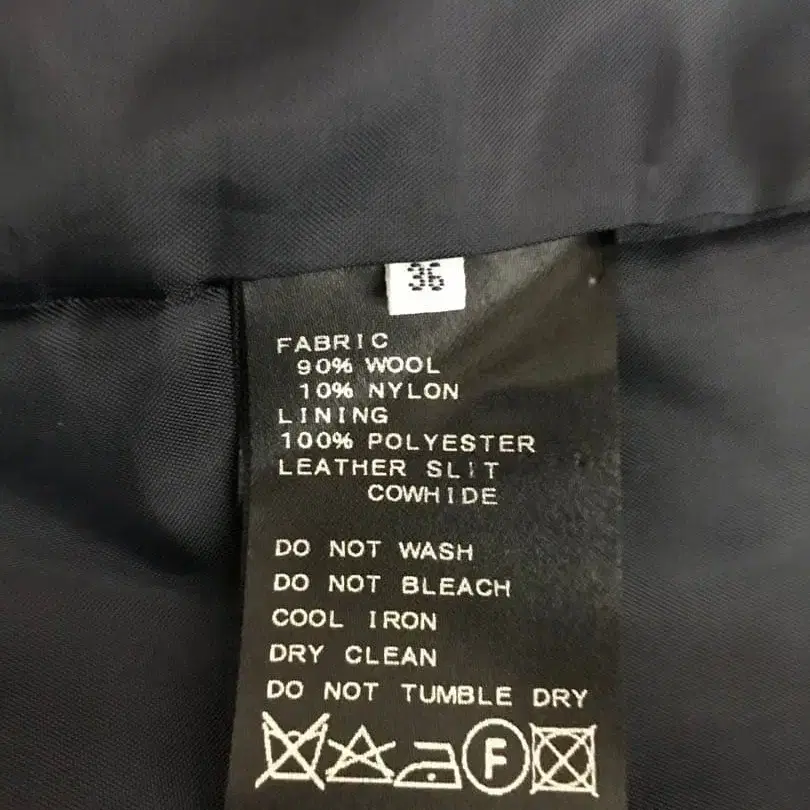 36
FABRIC
90% WOOL
10% NYLON
LINING
100% POLYESTER
LEATHER SLIT
COWHIDE
DO NOT WASH
DO NOT BLEACH
COOL IRON
DRY CLEAN
DO NOT TUMBLE DRY
F